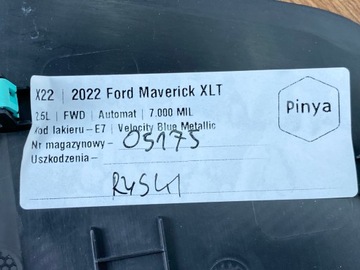 X22 | 2022 Ford Maverick XLT
2.5L | FWD | Automat | 7.000 MIL
Kod lakieru – E7 | Velocity Blue Metallic
Nr magazynowy – 05175
Uszkodzenia –
R4S41
Pinya